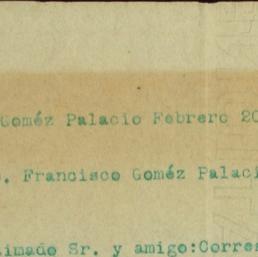 Goméz Palacio Febrero 20
. Francisco Goméz Palaci
imado Sr. y amigo:Corres